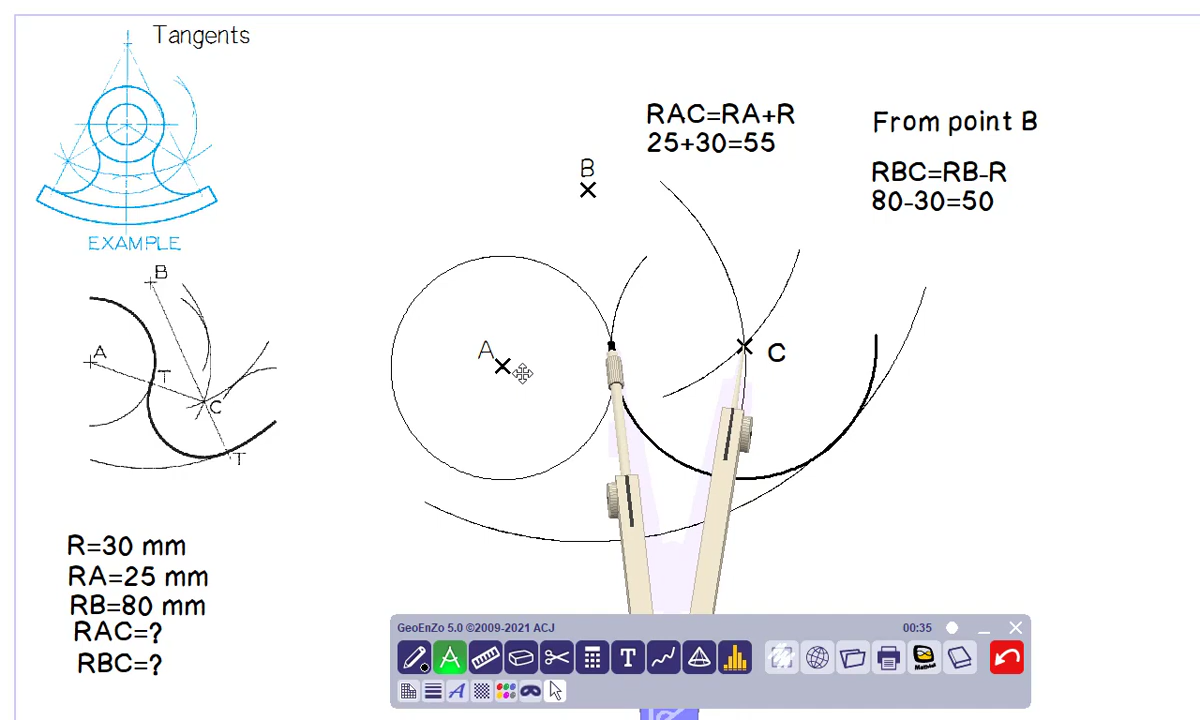 Tangents
EXAMPLE
B
A
T
C
T
R=30 mm
RA=25 mm
RB=80 mm
RAC=?
RBC=?
RAC=RA+R
25+30=55
From point B
RBC=RB-R
80-30=50
B
A
C
GeoEnZo 5.0 ©2009-2021 ACJ
00:35